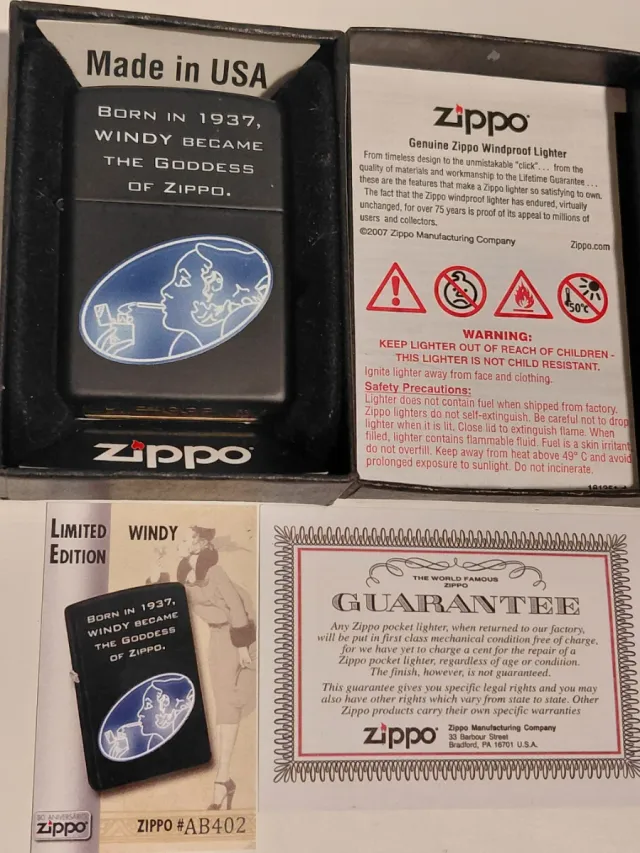 Made in USA
BORN IN 1937,
WINDY BECAME
THE GODDESS
OF ZIPPO.
zippo
zippo
Genuine Zippo Windproof Lighter
From timeless design to the unmistakable "click"... from the
quality of materials and workmanship to the Lifetime Guarantee ...
these are the features that make a Zippo lighter so satisfying to own.
The fact that the Zippo windproof lighter has endured, virtually
unchanged, for over 75 years is proof of its appeal to millions of
users and collectors.
©2007 Zippo Manufacturing Company Zippo.com
50°C
WARNING:
KEEP LIGHTER OUT OF REACH OF CHILDREN -
THIS LIGHTER IS NOT CHILD RESISTANT.
Ignite lighter away from face and clothing.
Safety Precautions:
Lighter does not contain fuel when shipped from factory.
Zippo lighters do not self-extinguish. Be careful not to drop
lighter when it is lit. Close lid to extinguish flame. When
filled, lighter contains flammable fluid. Fuel is a skin irritant
do not overfill. Keep away from heat above 49° C and avoid
prolonged exposure to sunlight. Do not incinerate.
LIMITED
EDITION
WINDY
BORN IN 1937,
WINDY BECAME
THE GODDESS
OF ZIPPO.
zippo
ZIPPO #AB402
THE WORLD FAMOUS
ZIPPO
GUARANTEE
Any Zippo pocket lighter, when returned to our factory,
will be put in first class mechanical condition free of charge,
for we have yet to charge a cent for the repair of a
Zippo pocket lighter, regardless of age or condition.
The finish, however, is not guaranteed.
This guarantee gives you specific legal rights and you may
also have other rights which vary from state to state. Other
Zippo products carry their own specific warranties
zippo
Zippo Manufacturing Company
33 Barbour Street
Bradford, PA 16701 U.S.A.